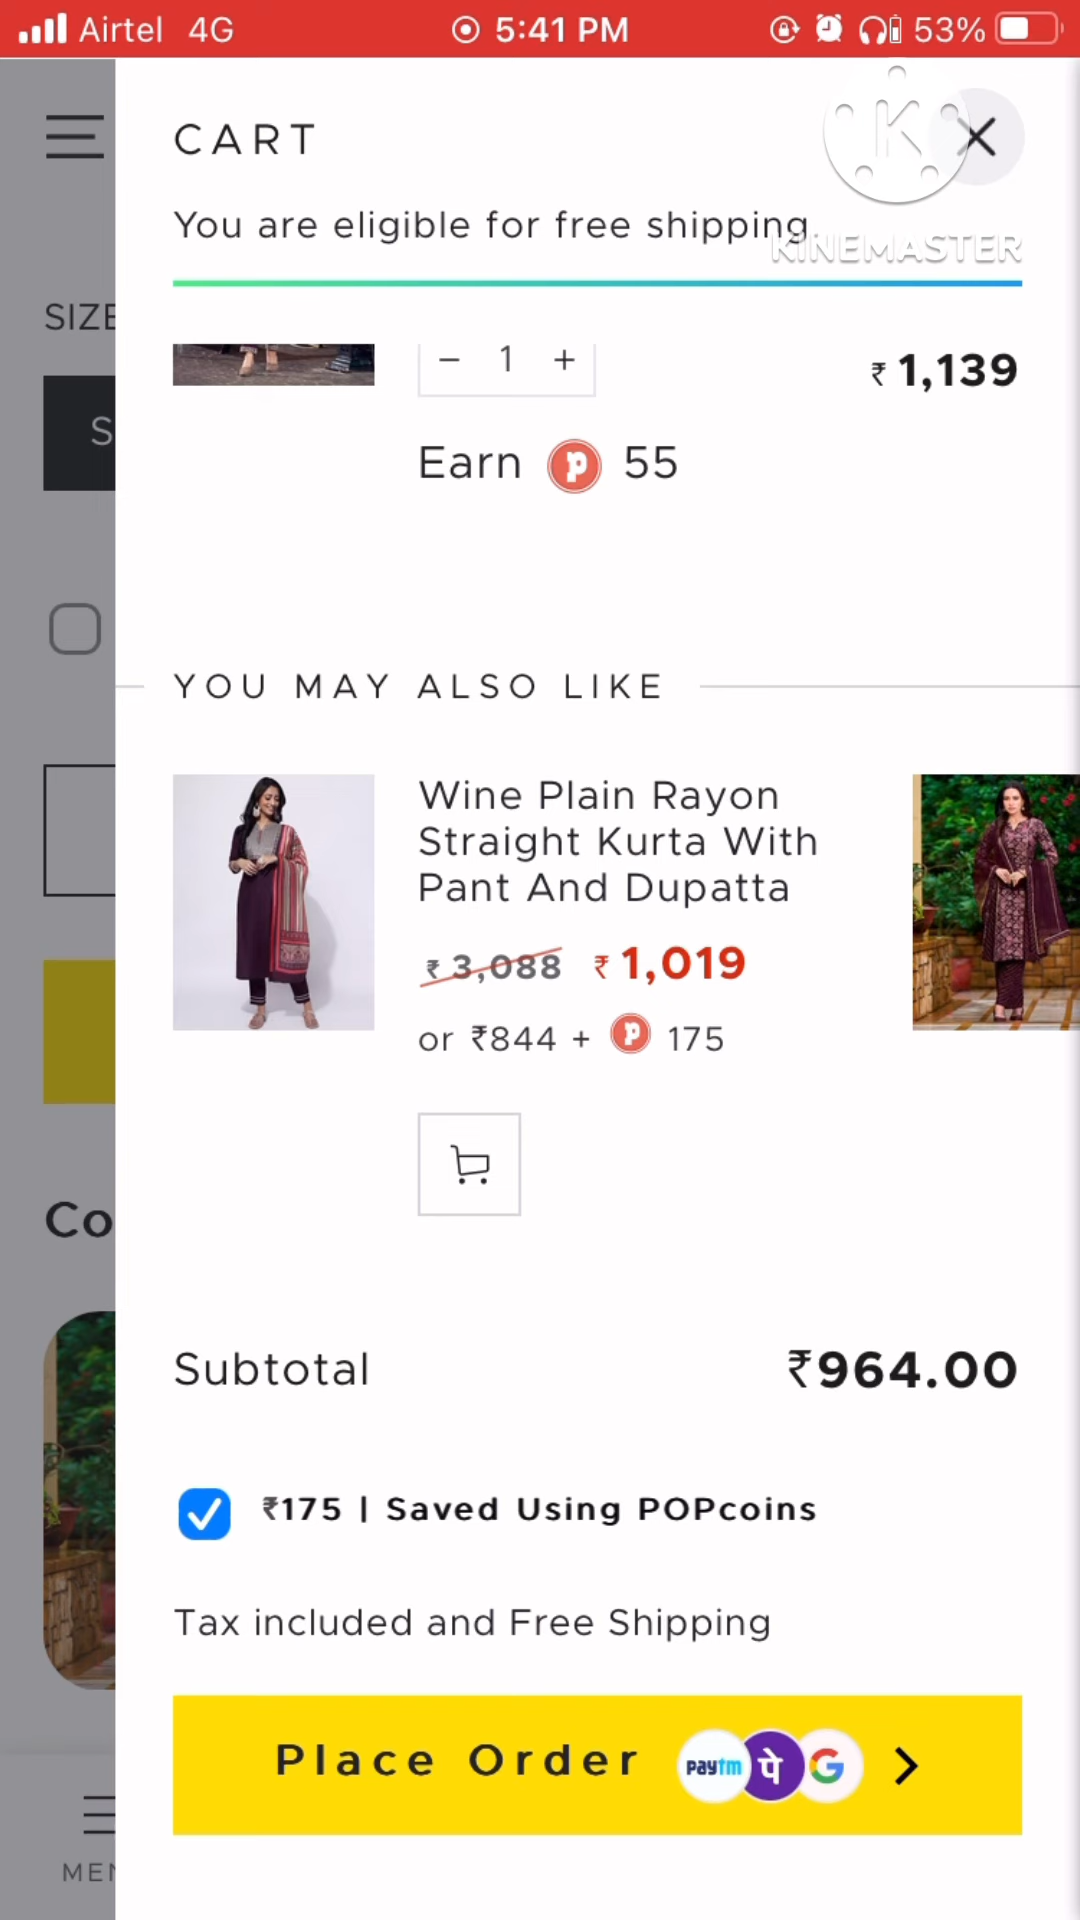 Airtel 4G 5:41 PM 53%
CART
K
You are eligible for free shipping.
KINEMASTER
SIZE
− 1 +
₹ 1,139
S
Earn p 55
YOU MAY ALSO LIKE
Wine Plain Rayon
Straight Kurta With
Pant And Dupatta
₹ 3,088 ₹ 1,019
or ₹844 + P 175
Co
Subtotal ₹964.00
₹175 | Saved Using POPcoins
Tax included and Free Shipping
Place Order paytm पे G
MEN